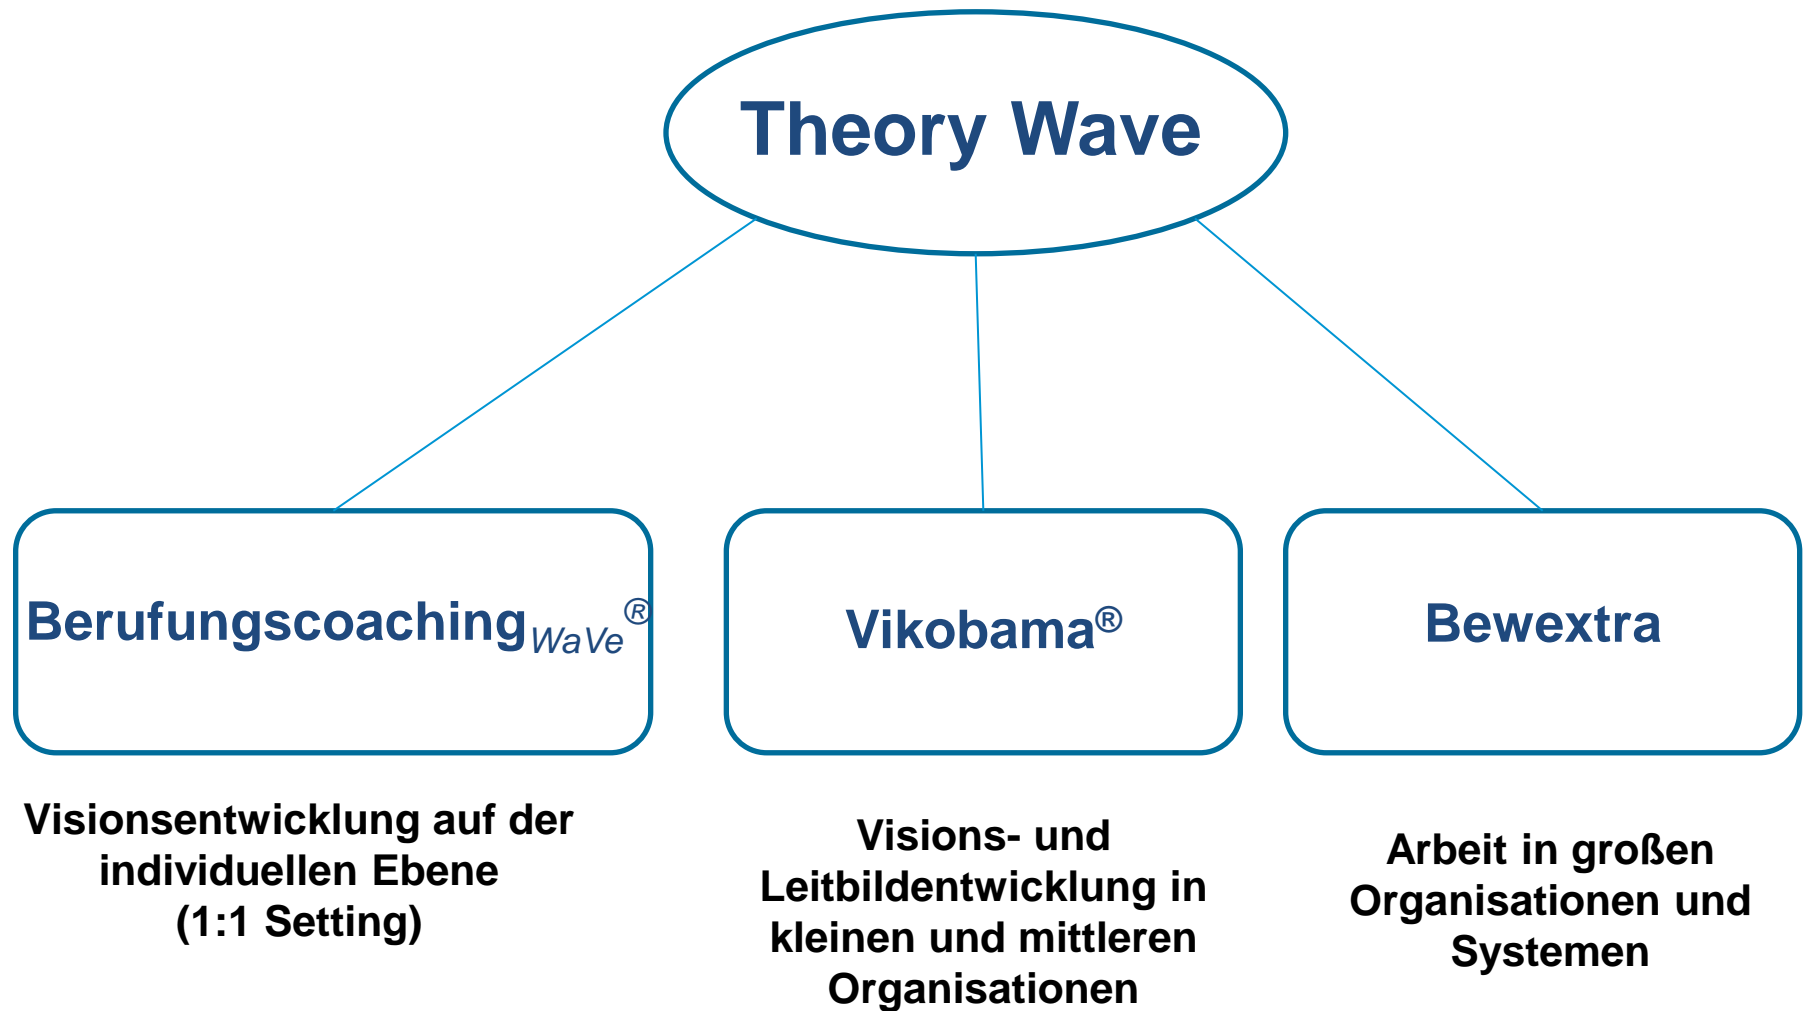 Theory Wave
Berufungscoaching WaVe®
Vikobama®
Bewextra
Visionsentwicklung auf der
individuellen Ebene
(1:1 Setting)
Visions- und
Leitbildentwicklung in
kleinen und mittleren
Organisationen
Arbeit in großen
Organisationen und
Systemen